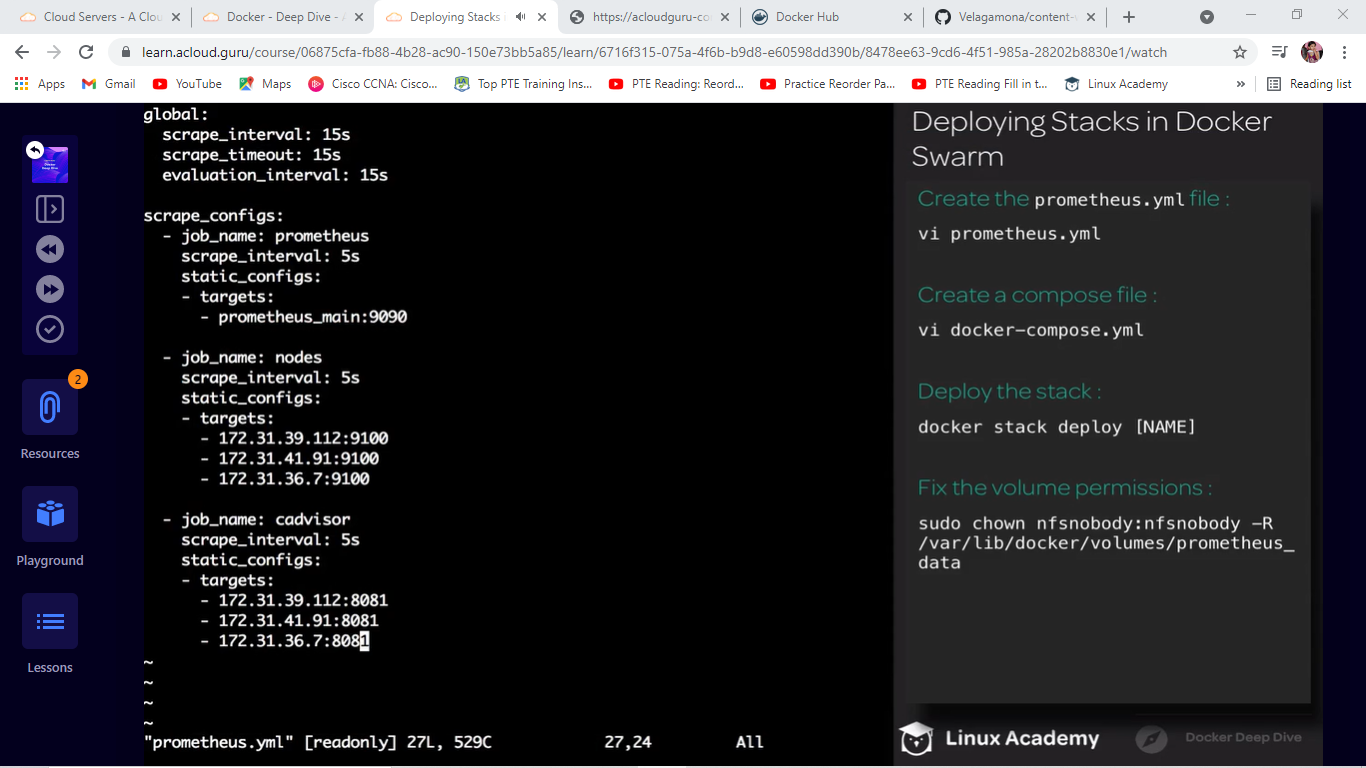 Cloud Servers - A Clou
Docker - Deep Dive - A
Deploying Stacks i
https://acloudguru-co
Docker Hub
Velagamona/content-
learn.acloud.guru/course/06875cfa-fb88-4b28-ac90-150e73bb5a85/learn/6716f315-075a-4f6b-b9d8-e60598dd390b/8478ee63-9cd6-4f51-985a-28202b8830e1/watch
Apps
Gmail
YouTube
Maps
Cisco CCNA: Cisco...
Top PTE Training Ins...
PTE Reading: Reord...
Practice Reorder Pa...
PTE Reading Fill in t...
Linux Academy
»
Reading list
2
Resources
Playground
Lessons
global:
  scrape_interval: 15s
  scrape_timeout: 15s
  evaluation_interval: 15s
scrape_configs:
  - job_name: prometheus
    scrape_interval: 5s
    static_configs:
    - targets:
      - prometheus_main:9090
  - job_name: nodes
    scrape_interval: 5s
    static_configs:
    - targets:
      - 172.31.39.112:9100
      - 172.31.41.91:9100
      - 172.31.36.7:9100
  - job_name: cadvisor
    scrape_interval: 5s
    static_configs:
    - targets:
      - 172.31.39.112:8081
      - 172.31.41.91:8081
      - 172.31.36.7:8081
~
~
~
~
"prometheus.yml" [readonly] 27L, 529C 27,24 All
Deploying Stacks in Docker
Swarm
Create the prometheus.yml file :
vi prometheus.yml
Create a compose file :
vi docker-compose.yml
Deploy the stack :
docker stack deploy [NAME]
Fix the volume permissions :
sudo chown nfsnobody:nfsnobody -R
/var/lib/docker/volumes/prometheus_
data
Linux Academy
Docker Deep Dive